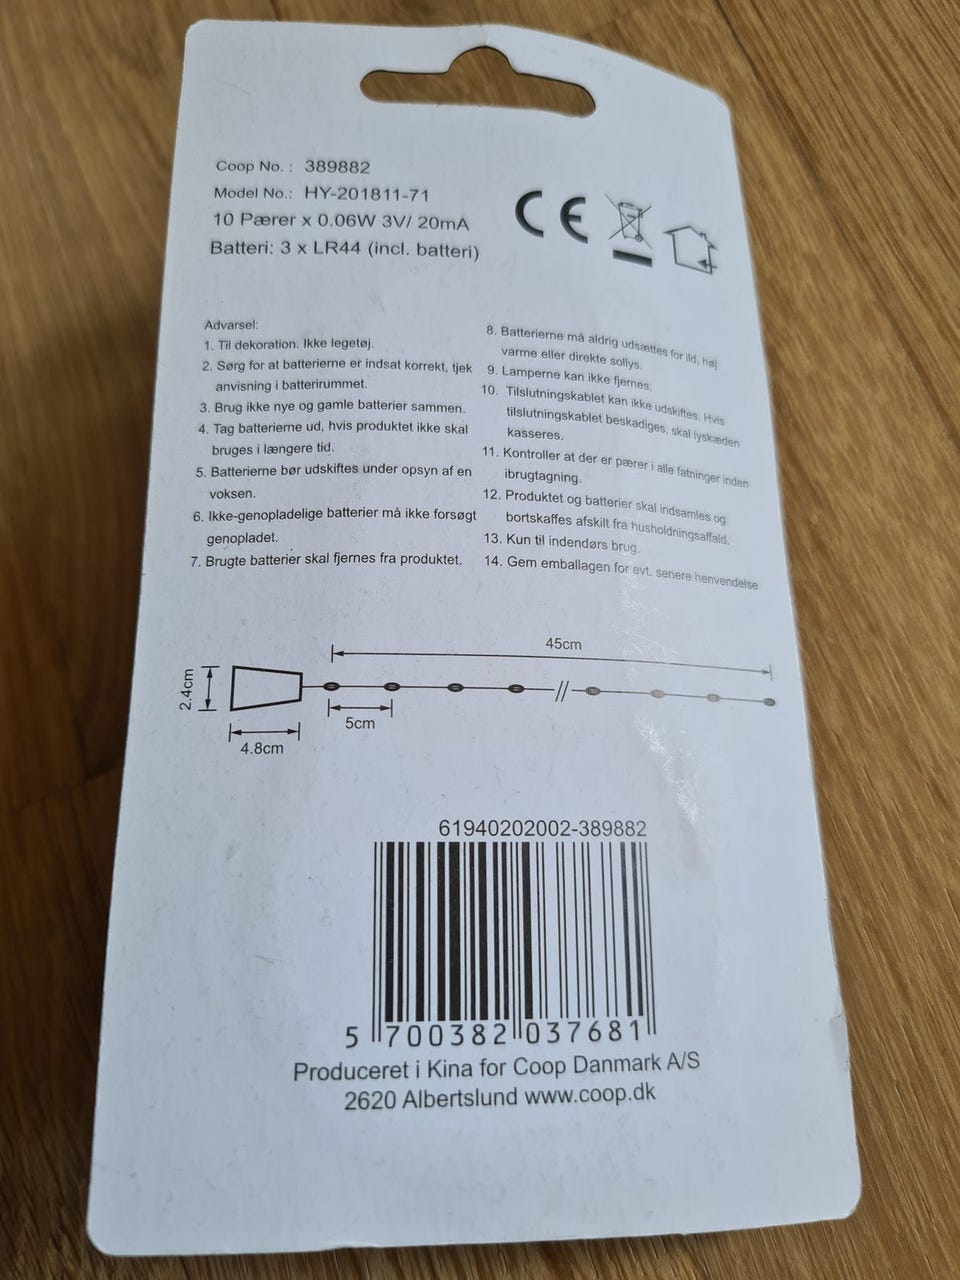 Coop No. : 389882
Model No.: HY-201811-71
10 Pærer x 0.06W 3V/ 20mA
Batteri: 3 x LR44 (incl. batteri)
CE
Advarsel:
1. Til dekoration. Ikke legetøj.
2. Sørg for at batterierne er indsat korrekt, tjek
anvisning i batterirummet.
3. Brug ikke nye og gamle batterier sammen.
4. Tag batterierne ud, hvis produktet ikke skal
bruges i længere tid.
5. Batterierne bør udskiftes under opsyn af en
voksen.
6. Ikke-genopladelige batterier må ikke forsøgt
genopladet.
7. Brugte batterier skal fjernes fra produktet.
8. Batterierne må aldrig udsættes for ild, høj
varme eller direkte sollys.
9. Lamperne kan ikke fjernes.
10. Tilslutningskablet kan ikke udskiftes. Hvis
tilslutningskablet beskadiges, skal lyskæden
kasseres.
11. Kontroller at der er pærer i alle fatninger inden
ibrugtagning.
12. Produktet og batterier skal indsamles og
bortskaffes afskilt fra husholdningsaffald.
13. Kun til indendørs brug.
14. Gem emballagen for evt. senere henvendelse
45cm
2.4cm
5cm
4.8cm
61940202002-389882
5 700382 037681
Produceret i Kina for Coop Danmark A/S
2620 Albertslund www.coop.dk